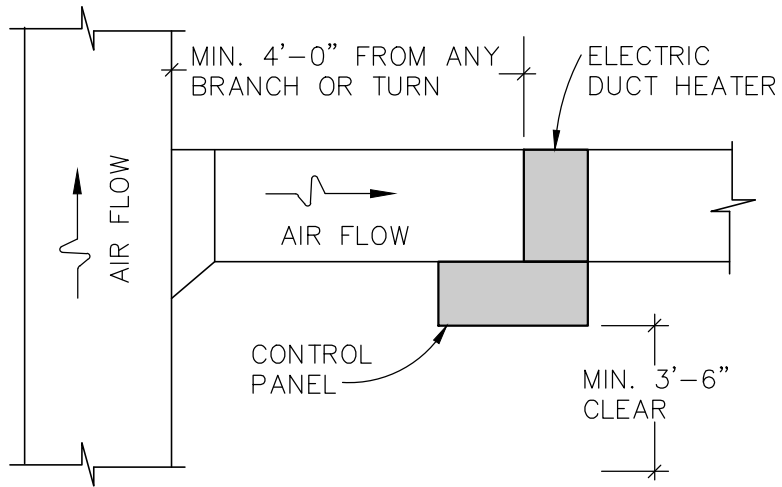 MIN. 4'–0" FROM ANY
BRANCH OR TURN
ELECTRIC
DUCT HEATER
AIR FLOW
AIR FLOW
CONTROL
PANEL
MIN. 3'–6"
CLEAR